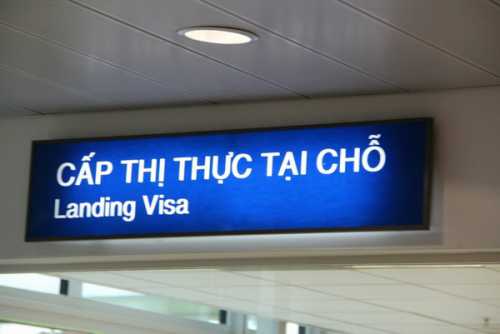 CẤP THỊ THỰC TẠI CHỖ
Landing Visa